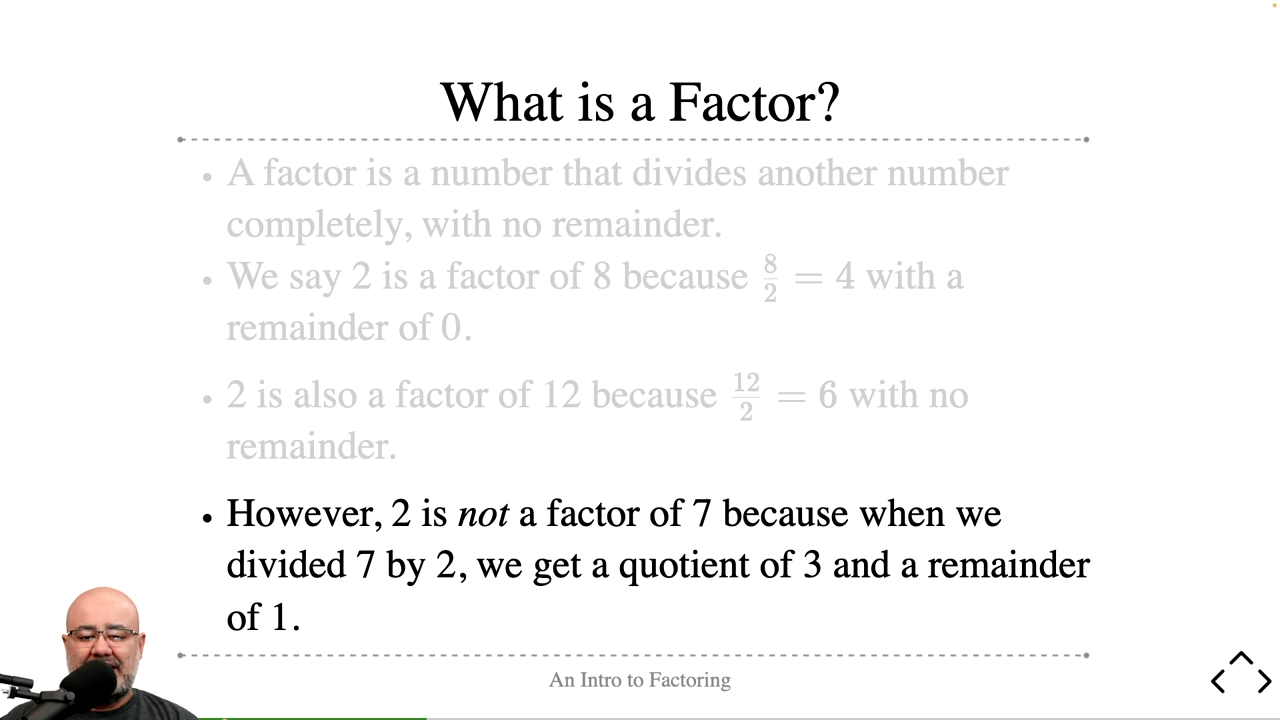 What is a Factor?
• A factor is a number that divides another number
completely, with no remainder.
• We say 2 is a factor of 8 because 8/2 = 4 with a
remainder of 0.
• 2 is also a factor of 12 because 12/2 = 6 with no
remainder.
• However, 2 is not a factor of 7 because when we
divided 7 by 2, we get a quotient of 3 and a remainder
of 1.
An Intro to Factoring